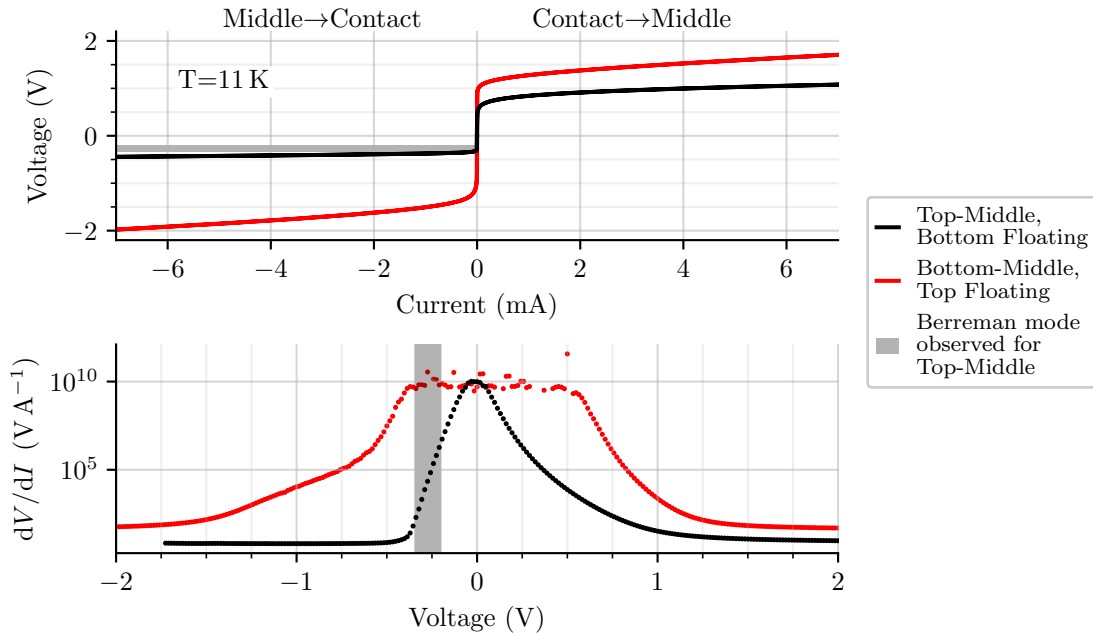 Middle→Contact Contact→Middle
2
0
−2
Voltage (V)
T=11 K
−6 −4 −2 0 2 4 6
Current (mA)
10¹⁰
10⁵
dV/dI (V A⁻¹)
−2 −1 0 1 2
Voltage (V)
Top-Middle,
Bottom Floating
Bottom-Middle,
Top Floating
Berreman mode
observed for
Top-Middle